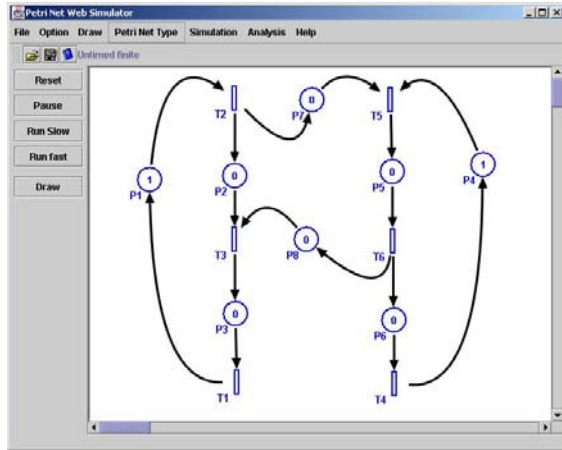 Petri Net Web Simulator
File Option Draw Petri Net Type Simulation Analysis Help
Untimed finite
Reset
Pause
Run Slow
Run fast
Draw
T2
0
P7
T5
1
P1
0
P2
0
P5
1
P4
T3
0
P8
T6
0
P3
0
P6
T1
T4